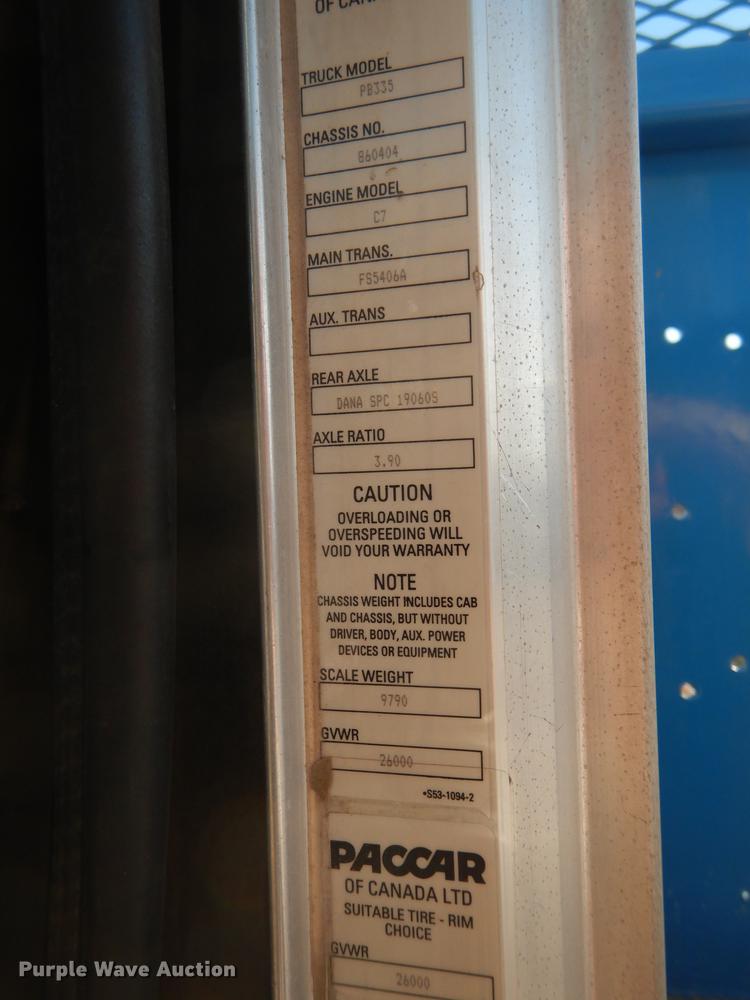 OF CANA
TRUCK MODEL
PB335
CHASSIS NO.
860404
ENGINE MODEL
C7
MAIN TRANS.
FS5406A
AUX. TRANS
REAR AXLE
DANA SPC 19060S
AXLE RATIO
3.90
CAUTION
OVERLOADING OR
OVERSPEEDING WILL
VOID YOUR WARRANTY
NOTE
CHASSIS WEIGHT INCLUDES CAB
AND CHASSIS, BUT WITHOUT
DRIVER, BODY, AUX. POWER
DEVICES OR EQUIPMENT
SCALE WEIGHT
9790
GVWR
26000
•S53-1094-2
PACCAR
OF CANADA LTD
SUITABLE TIRE - RIM
CHOICE
GVWR
26000
Purple Wave Auction